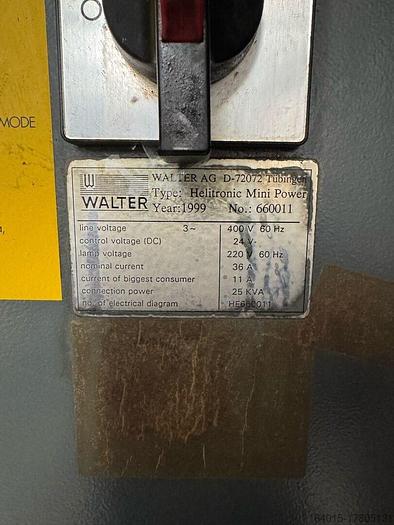 MODE
WALTER
WALTER AG D-72072 Tübingen
Type: Helitronic Mini Power
Year:1999 No.: 660011
line voltage 3~ 400 V 60 Hz
control voltage (DC) 24 V-
lamp voltage 220 V 60 Hz
nominal current 36 A
current of biggest consumer 11 A
connection power 25 KVA
no. of electrical diagram HE660011